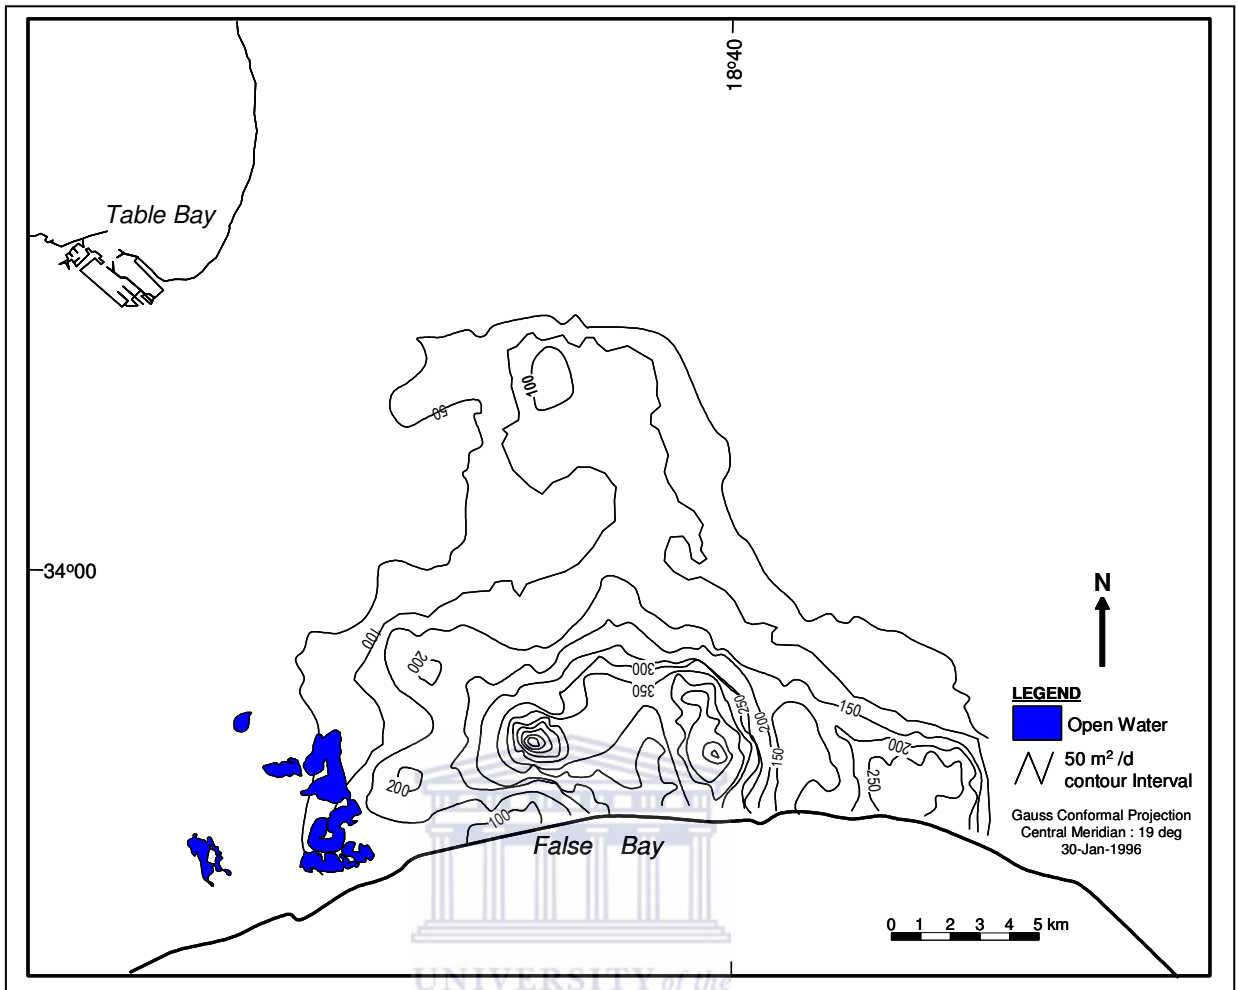 18º40
Table Bay
100
50
34º00
N
100
200
300
350
250
200
150
150
200
250
200
100
LEGEND
Open Water
50 m² /d
contour Interval
Gauss Conformal Projection
Central Meridian : 19 deg
30-Jan-1996
False Bay
0 1 2 3 4 5 km
UNIVERSITY of the